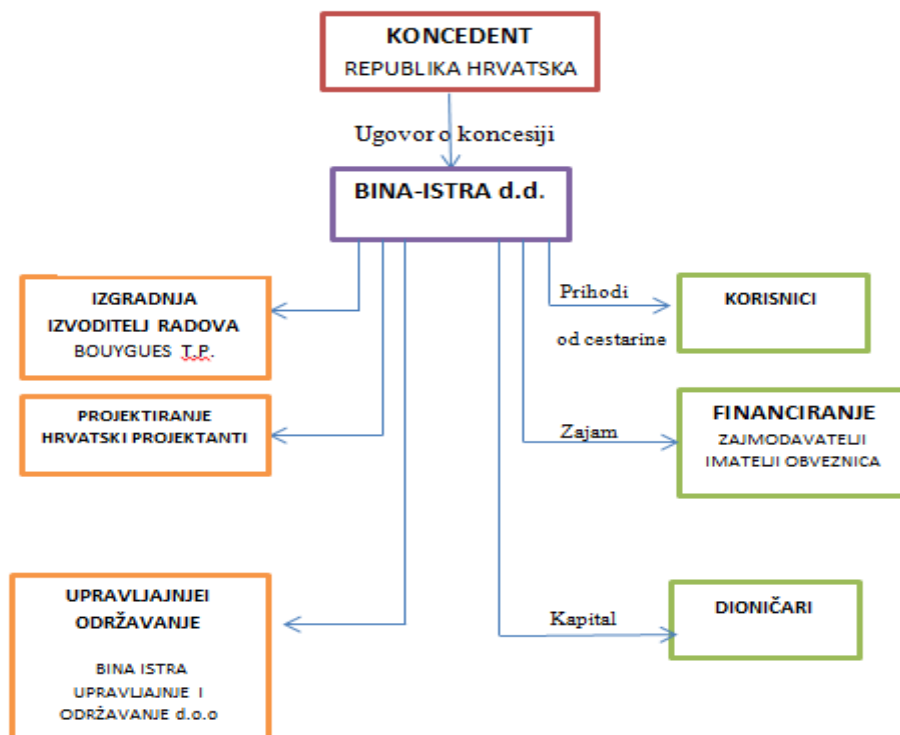 KONCEDENT
REPUBLIKA HRVATSKA
Ugovor o koncesiji
BINA-ISTRA d.d.
IZGRADNJA
IZVODITELJ RADOVA
BOUYGUES T.P.
PROJEKTIRANJE
HRVATSKI PROJEKTANTI
UPRAVLJAJNJEI
ODRŽAVANJE
BINA ISTRA
UPRAVLJAJNJE I
ODRŽAVANJE d.o.o
Prihodi
od cestarine
KORISNICI
Zajam
FINANCIRANJE
ZAJMODAVATELJI
IMATELJI OBVEZNICA
Kapital
DIONIČARI